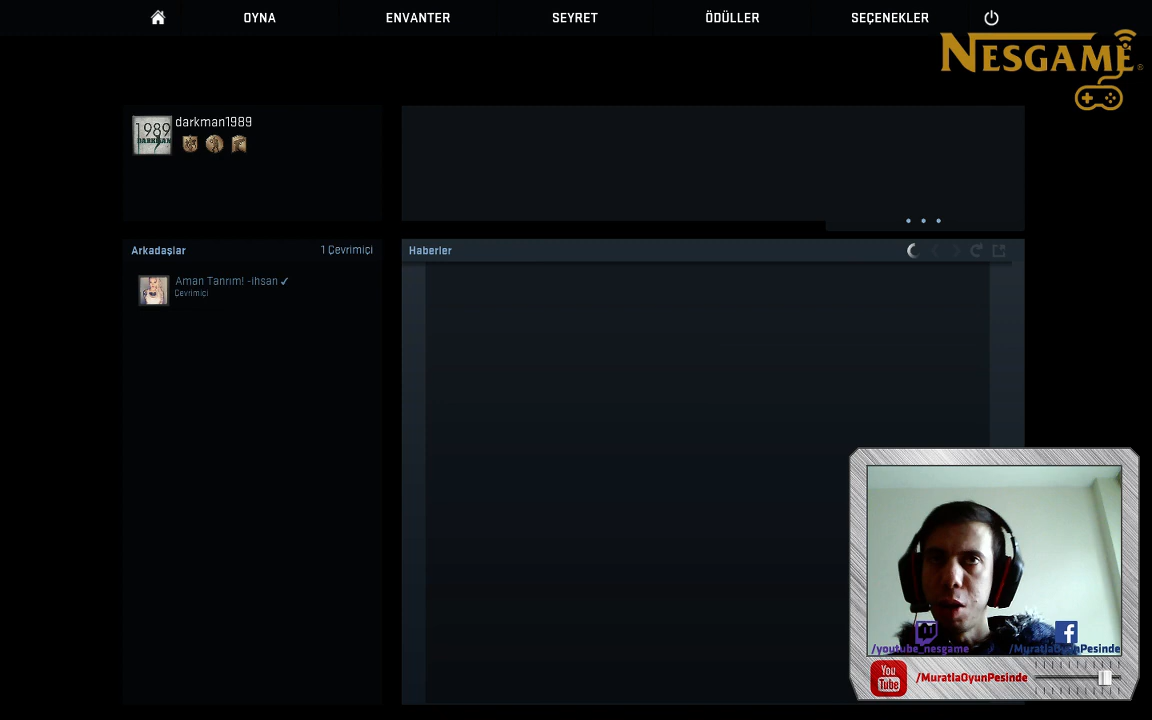 OYNA
ENVANTER
SEYRET
ÖDÜLLER
SEÇENEKLER
NESGAME
®
1989
DARKMAN
darkman1989
Arkadaşlar
1 Çevrimiçi
Aman Tanrım! -ihsan ✓
Çevrimiçi
Haberler
/youtube_nesgame
/MuratlaOyunPesinde
You
Tube
/MuratlaOyunPesinde